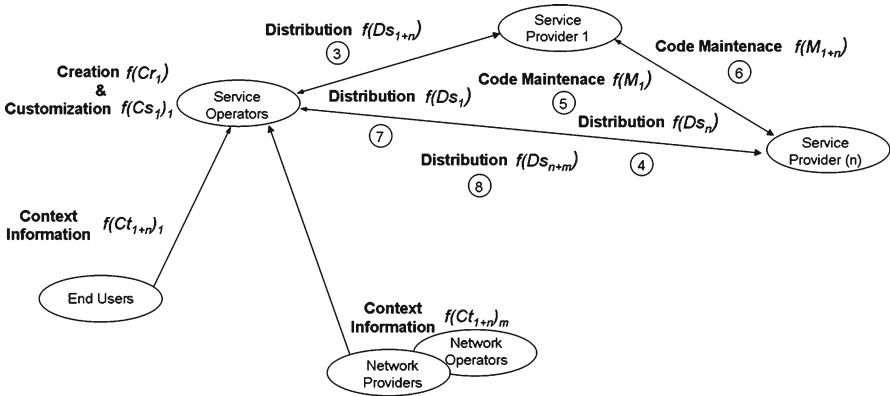 Distribution f(Ds1+n)
3
Service
Provider 1
Code Maintenace f(M1+n)
6
Creation f(Cr1)
&
Customization f(Cs1)1
Service
Operators
Distribution f(Ds1)
7
Code Maintenace f(M1)
5
Distribution f(Dsn)
4
Service
Provider (n)
Distribution f(Dsn+m)
8
Context
Information f(Ct1+n)1
End Users
Context
Information f(Ct1+n)m
Network
Operators
Network
Providers